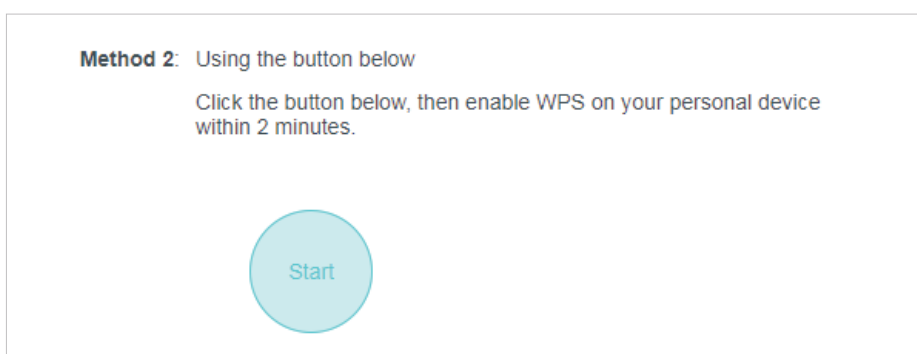 Method 2: Using the button below
Click the button below, then enable WPS on your personal device
within 2 minutes.
Start